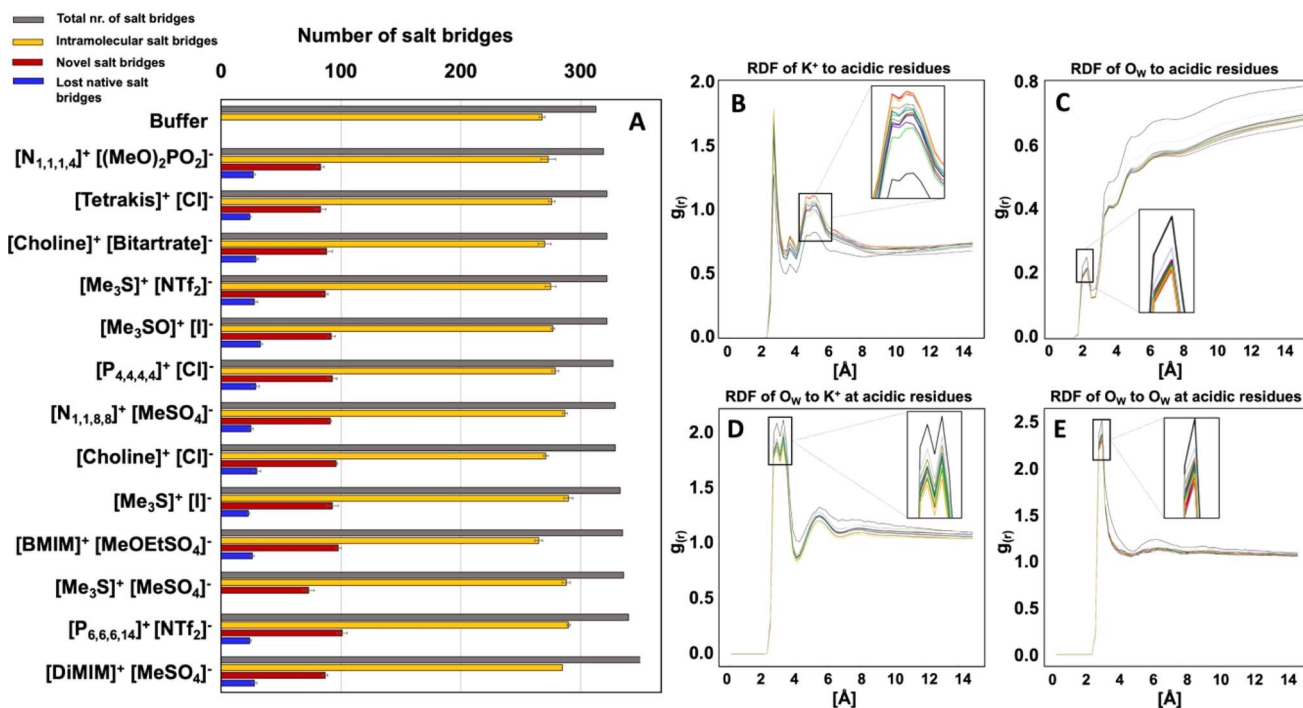 Total nr. of salt bridges
Intramolecular salt bridges
Novel salt bridges
Lost native salt
bridges
Number of salt bridges
0 100 200 300
A
Buffer
[N1,1,1,4]+ [(MeO)2PO2]-
[Tetrakis]+ [Cl]-
[Choline]+ [Bitartrate]-
[Me3S]+ [NTf2]-
[Me3SO]+ [I]-
[P4,4,4,4]+ [Cl]-
[N1,1,8,8]+ [MeSO4]-
[Choline]+ [Cl]-
[Me3S]+ [I]-
[BMIM]+ [MeOEtSO4]-
[Me3S]+ [MeSO4]-
[P6,6,6,14]+ [NTf2]-
[DiMIM]+ [MeSO4]-
RDF of K+ to acidic residues
B
g(r)
2.0
1.5
1.0
0.5
0.0
0 2 4 6 8 10 12 14
[Å]
RDF of OW to acidic residues
C
g(r)
0.8
0.6
0.4
0.2
0.0
0 2 4 6 8 10 12 14
[Å]
RDF of OW to K+ at acidic residues
D
g(r)
2.0
1.5
1.0
0.5
0.0
0 2 4 6 8 10 12 14
[Å]
RDF of OW to OW at acidic residues
E
g(r)
2.5
2.0
1.5
1.0
0.5
0.0
0 2 4 6 8 10 12 14
[Å]